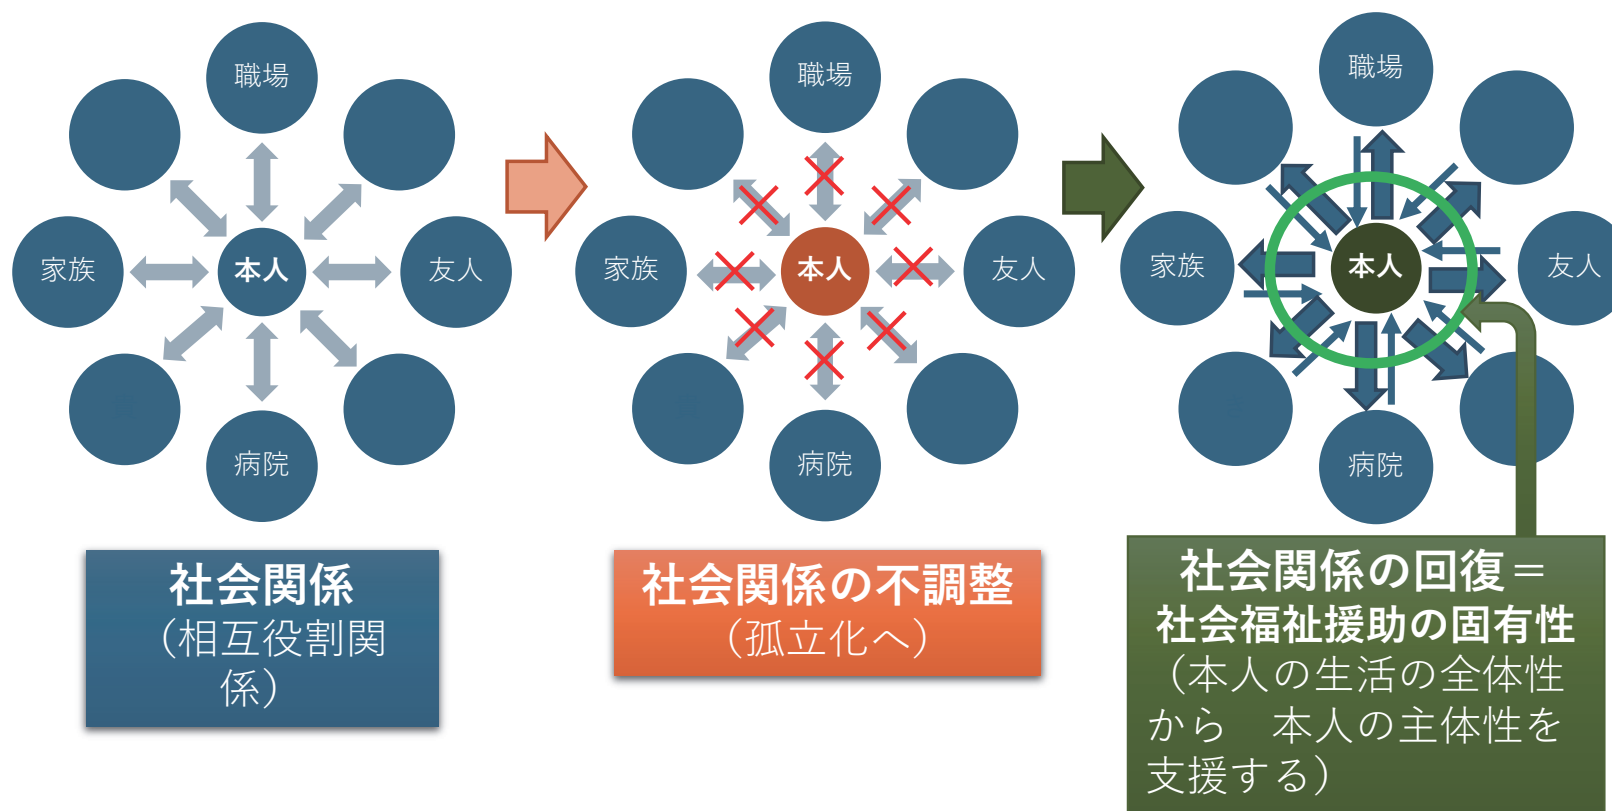 職場
家族
本人
友人
病院
社会関係
（相互役割関
係）
職場
家族
本人
友人
病院
社会関係の不調整
（孤立化へ）
職場
家族
本人
友人
病院
社会関係の回復＝
社会福祉援助の固有性
（本人の生活の全体性
から　本人の主体性を
支援する）